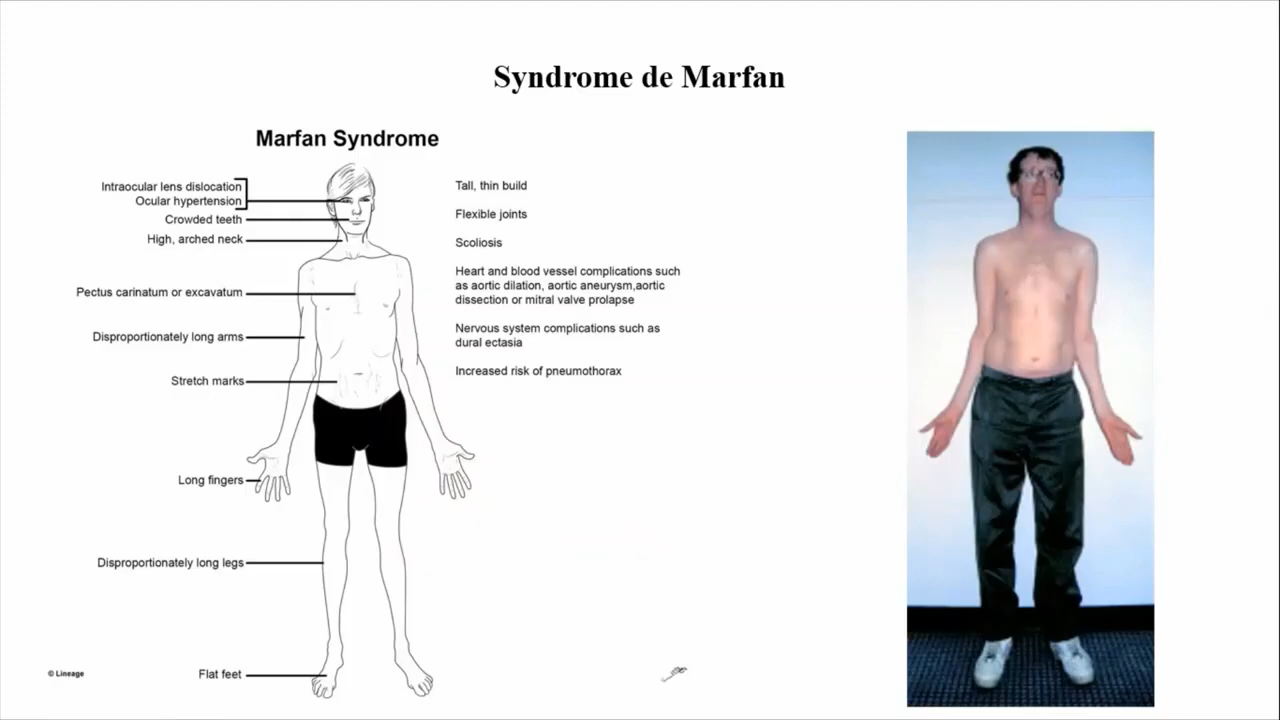 Syndrome de Marfan
Marfan Syndrome
Intraocular lens dislocation
Ocular hypertension
Crowded teeth
High, arched neck
Pectus carinatum or excavatum
Disproportionately long arms
Stretch marks
Long fingers
Disproportionately long legs
Flat feet
Tall, thin build
Flexible joints
Scoliosis
Heart and blood vessel complications such
as aortic dilation, aortic aneurysm,aortic
dissection or mitral valve prolapse
Nervous system complications such as
dural ectasia
Increased risk of pneumothorax
© Lineage